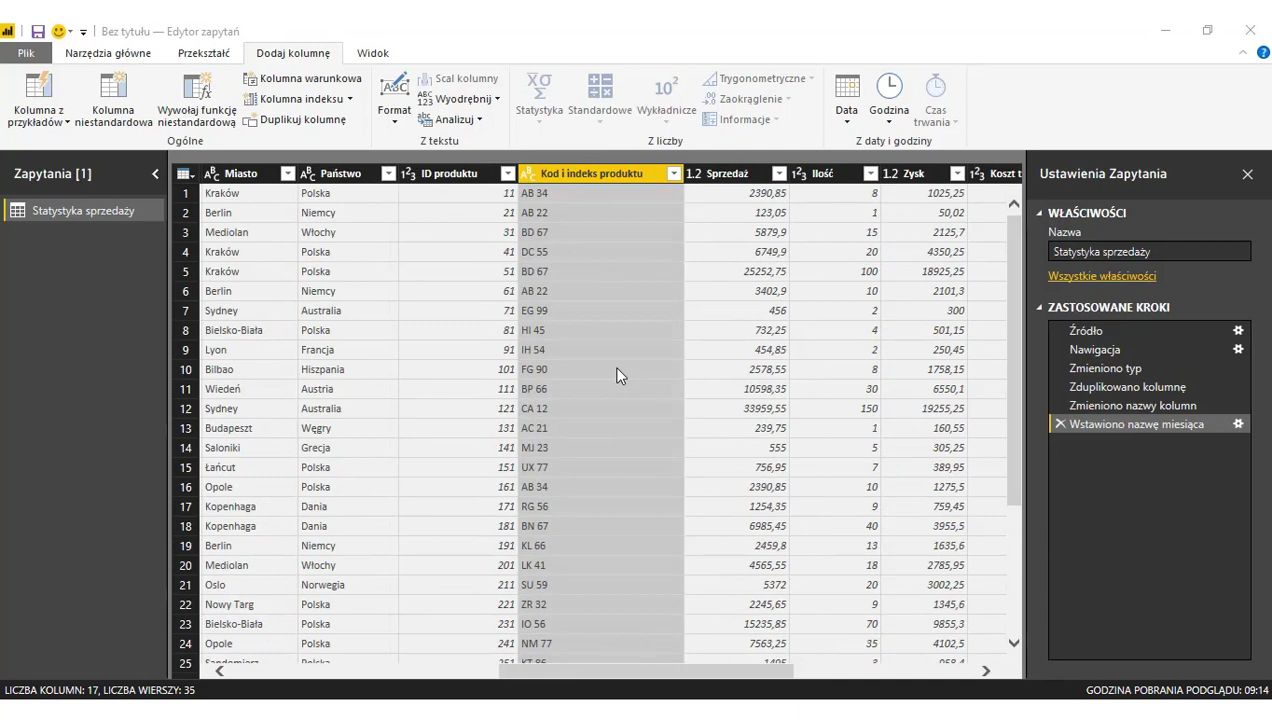 Bez tytułu — Edytor zapytań
Plik Narzędzia główne Przekształć Dodaj kolumnę Widok
Kolumna z przykładów
Kolumna niestandardowa
Wywołaj funkcję niestandardową
Kolumna warunkowa
Kolumna indeksu
Duplikuj kolumnę
Ogólne
Format
Scal kolumny
Wyodrębnij
Analizuj
Z tekstu
Statystyka
Standardowe
Wykładnicze
Trygonometryczne
Zaokrąglenie
Informacje
Z liczby
Data
Godzina
Czas trwania
Z daty i godziny
Zapytania [1]
Statystyka sprzedaży
Miasto Państwo ID produktu Kod i indeks produktu 1.2 Sprzedaż Ilość 1.2 Zysk Koszt t
1 Kraków Polska 11 AB 34 2390,85 8 1025,25
2 Berlin Niemcy 21 AB 22 123,05 1 50,02
3 Mediolan Włochy 31 BD 67 5879,9 15 2125,7
4 Kraków Polska 41 DC 55 6749,9 20 4350,25
5 Kraków Polska 51 BD 67 25252,75 100 18925,25
6 Berlin Niemcy 61 AB 22 3402,9 10 2101,3
7 Sydney Australia 71 EG 99 456 2 300
8 Bielsko-Biała Polska 81 HI 45 732,25 4 501,15
9 Lyon Francja 91 IH 54 454,85 2 250,45
10 Bilbao Hiszpania 101 FG 90 2578,55 8 1758,15
11 Wiedeń Austria 111 BP 66 10598,35 30 6550,1
12 Sydney Australia 121 CA 12 33959,55 150 19255,25
13 Budapeszt Węgry 131 AC 21 239,75 1 160,55
14 Saloniki Grecja 141 MJ 23 555 5 305,25
15 Łańcut Polska 151 UX 77 756,95 7 389,95
16 Opole Polska 161 AB 34 2390,85 10 1275,5
17 Kopenhaga Dania 171 RG 56 1254,35 9 759,45
18 Kopenhaga Dania 181 BN 67 6985,45 40 3955,5
19 Berlin Niemcy 191 KL 66 2459,8 13 1635,6
20 Mediolan Włochy 201 LK 41 4565,55 18 2785,95
21 Oslo Norwegia 211 SU 59 5372 20 3002,25
22 Nowy Targ Polska 221 ZR 32 2245,65 9 1345,6
23 Bielsko-Biała Polska 231 IO 56 15235,85 70 9855,3
24 Opole Polska 241 NM 77 7563,25 35 4102,5
25 Sandomierz Polska
Ustawienia Zapytania
WŁAŚCIWOŚCI
Nazwa
Statystyka sprzedaży
Wszystkie właściwości
ZASTOSOWANE KROKI
Źródło
Nawigacja
Zmieniono typ
Zduplikowano kolumnę
Zmieniono nazwy kolumn
Wstawiono nazwę miesiąca
LICZBA KOLUMN: 17, LICZBA WIERSZY: 35
GODZINA POBRANIA PODGLĄDU: 09:14